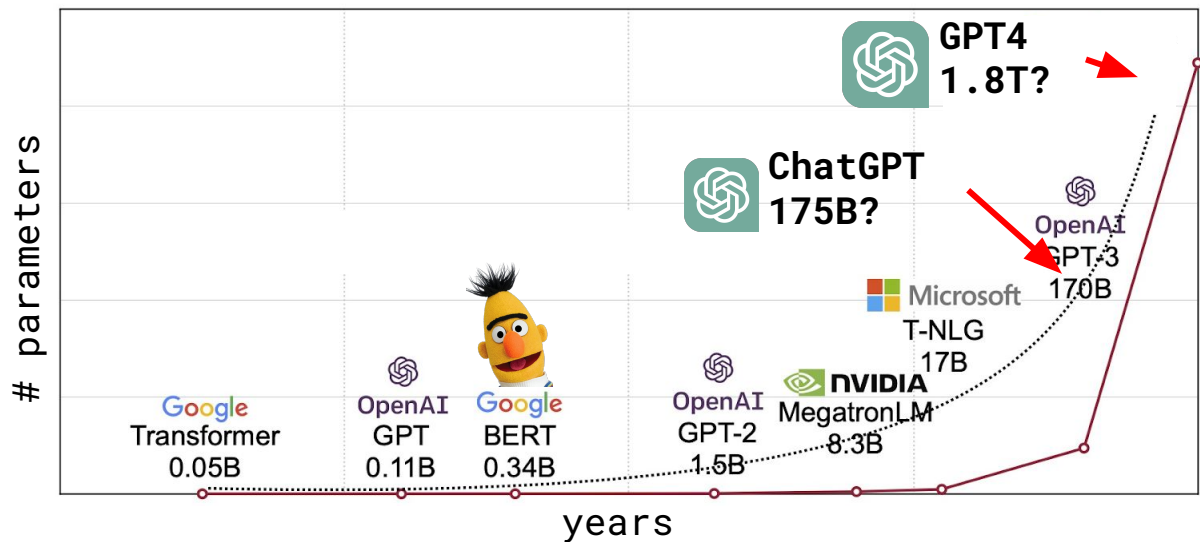 GPT4
1.8T?
ChatGPT
175B?
OpenAI
GPT-3
170B
Microsoft
T-NLG
17B
NVIDIA
MegatronLM
8.3B
OpenAI
GPT-2
1.5B
Google
BERT
0.34B
OpenAI
GPT
0.11B
Google
Transformer
0.05B
# parameters
years